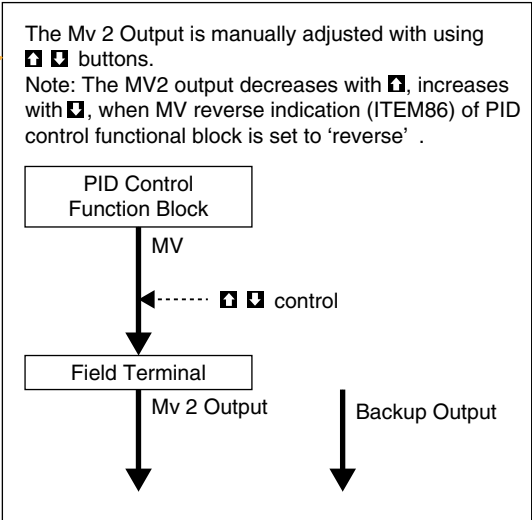 The Mv 2 Output is manually adjusted with using
⬆ ⬇ buttons.
Note: The MV2 output decreases with ⬆, increases
with ⬇, when MV reverse indication (ITEM86) of PID
control functional block is set to ‘reverse’ .
PID Control
Function Block
MV
⬆ ⬇ control
Field Terminal
Mv 2 Output
Backup Output